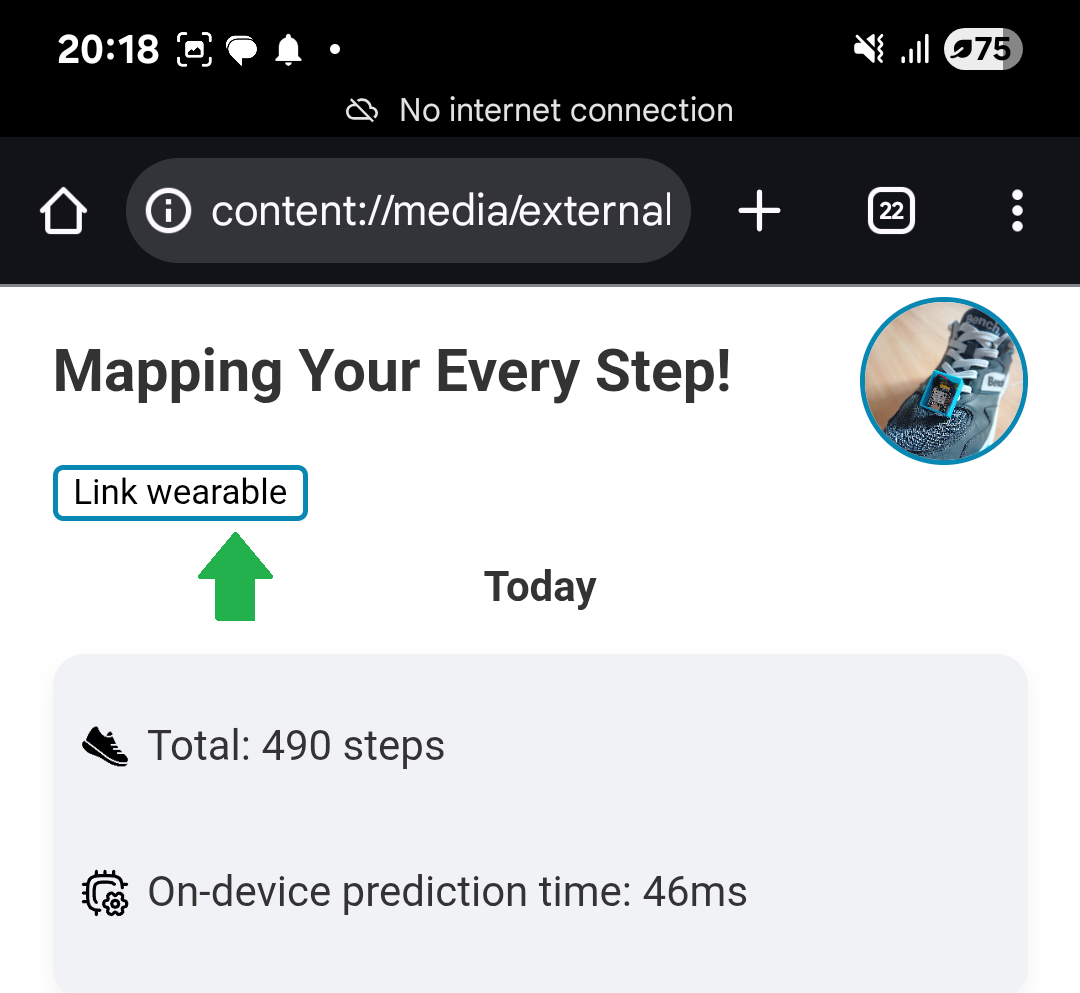 20:18
75
No internet connection
content://media/external
22
Mapping Your Every Step!
Bench.
Link wearable
Today
Total: 490 steps
On-device prediction time: 46ms